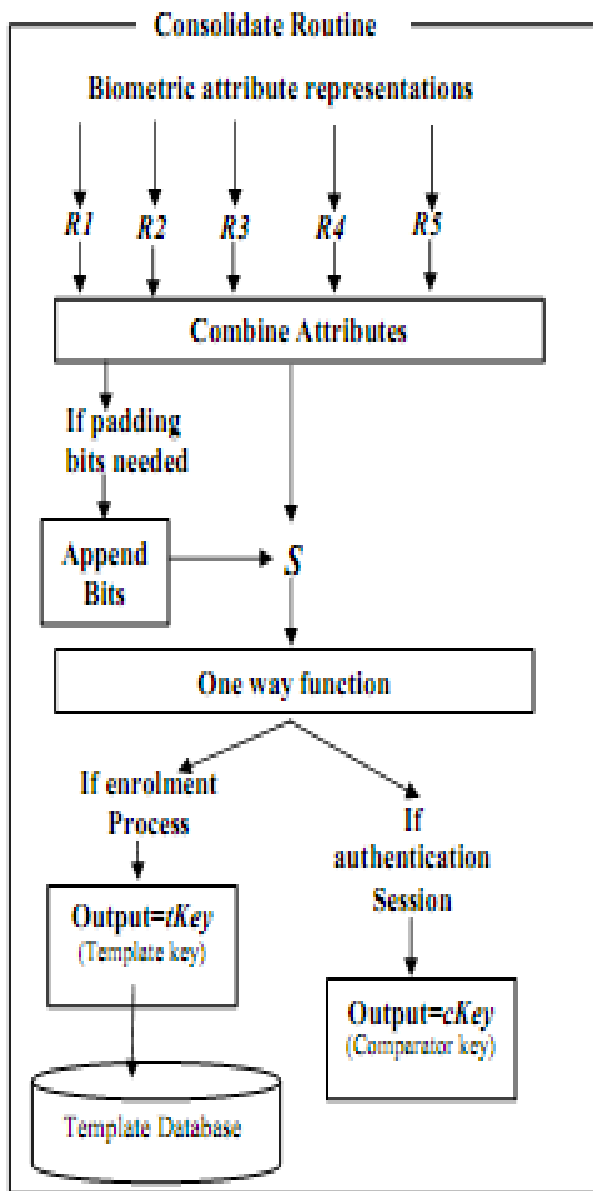 Consolidate Routine
Biometric attribute representations
R1 R2 R3 R4 R5
Combine Attributes
If padding
bits needed
Append
Bits
S
One way function
If enrolment
Process
Output=tKey
(Template key)
Template Database
If
authentication
Session
Output=cKey
(Comparator key)